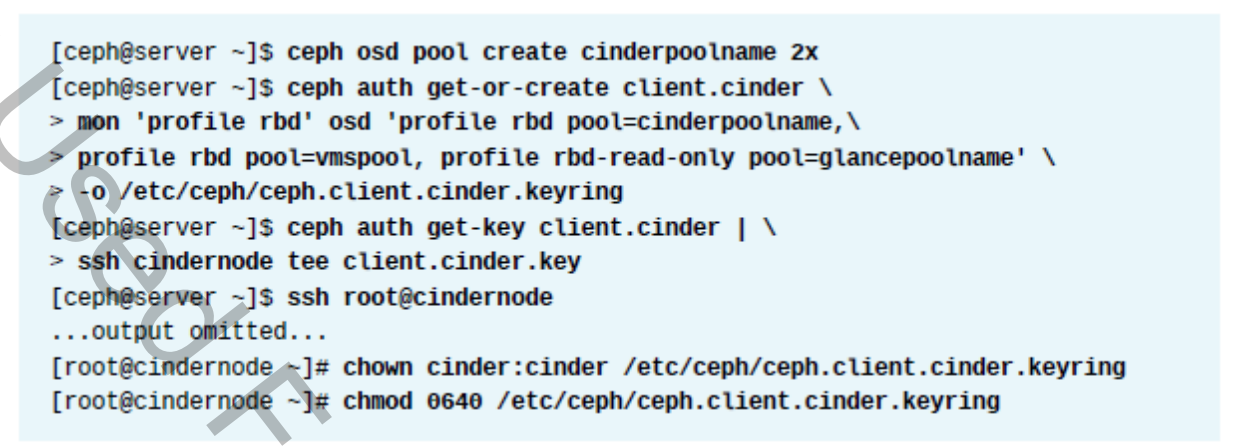 [ceph@server ~]$ ceph osd pool create cinderpoolname 2x
[ceph@server ~]$ ceph auth get-or-create client.cinder \
> mon 'profile rbd' osd 'profile rbd pool=cinderpoolname,\
> profile rbd pool=vmspool, profile rbd-read-only pool=glancepoolname' \
> -o /etc/ceph/ceph.client.cinder.keyring
[ceph@server ~]$ ceph auth get-key client.cinder | \
> ssh cindernode tee client.cinder.key
[ceph@server ~]$ ssh root@cindernode
...output omitted...
[root@cindernode ~]# chown cinder:cinder /etc/ceph/ceph.client.cinder.keyring
[root@cindernode ~]# chmod 0640 /etc/ceph/ceph.client.cinder.keyring
Used F